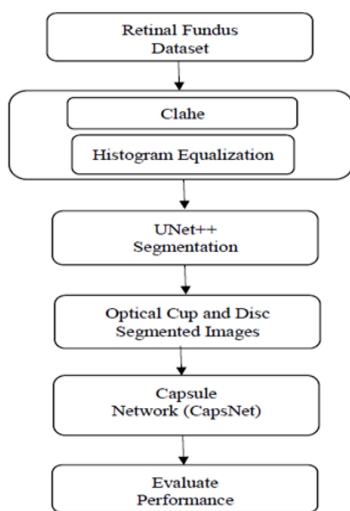 Retinal Fundus
Dataset
Clahe
Histogram Equalization
UNet++
Segmentation
Optical Cup and Disc
Segmented Images
Capsule
Network (CapsNet)
Evaluate
Performance